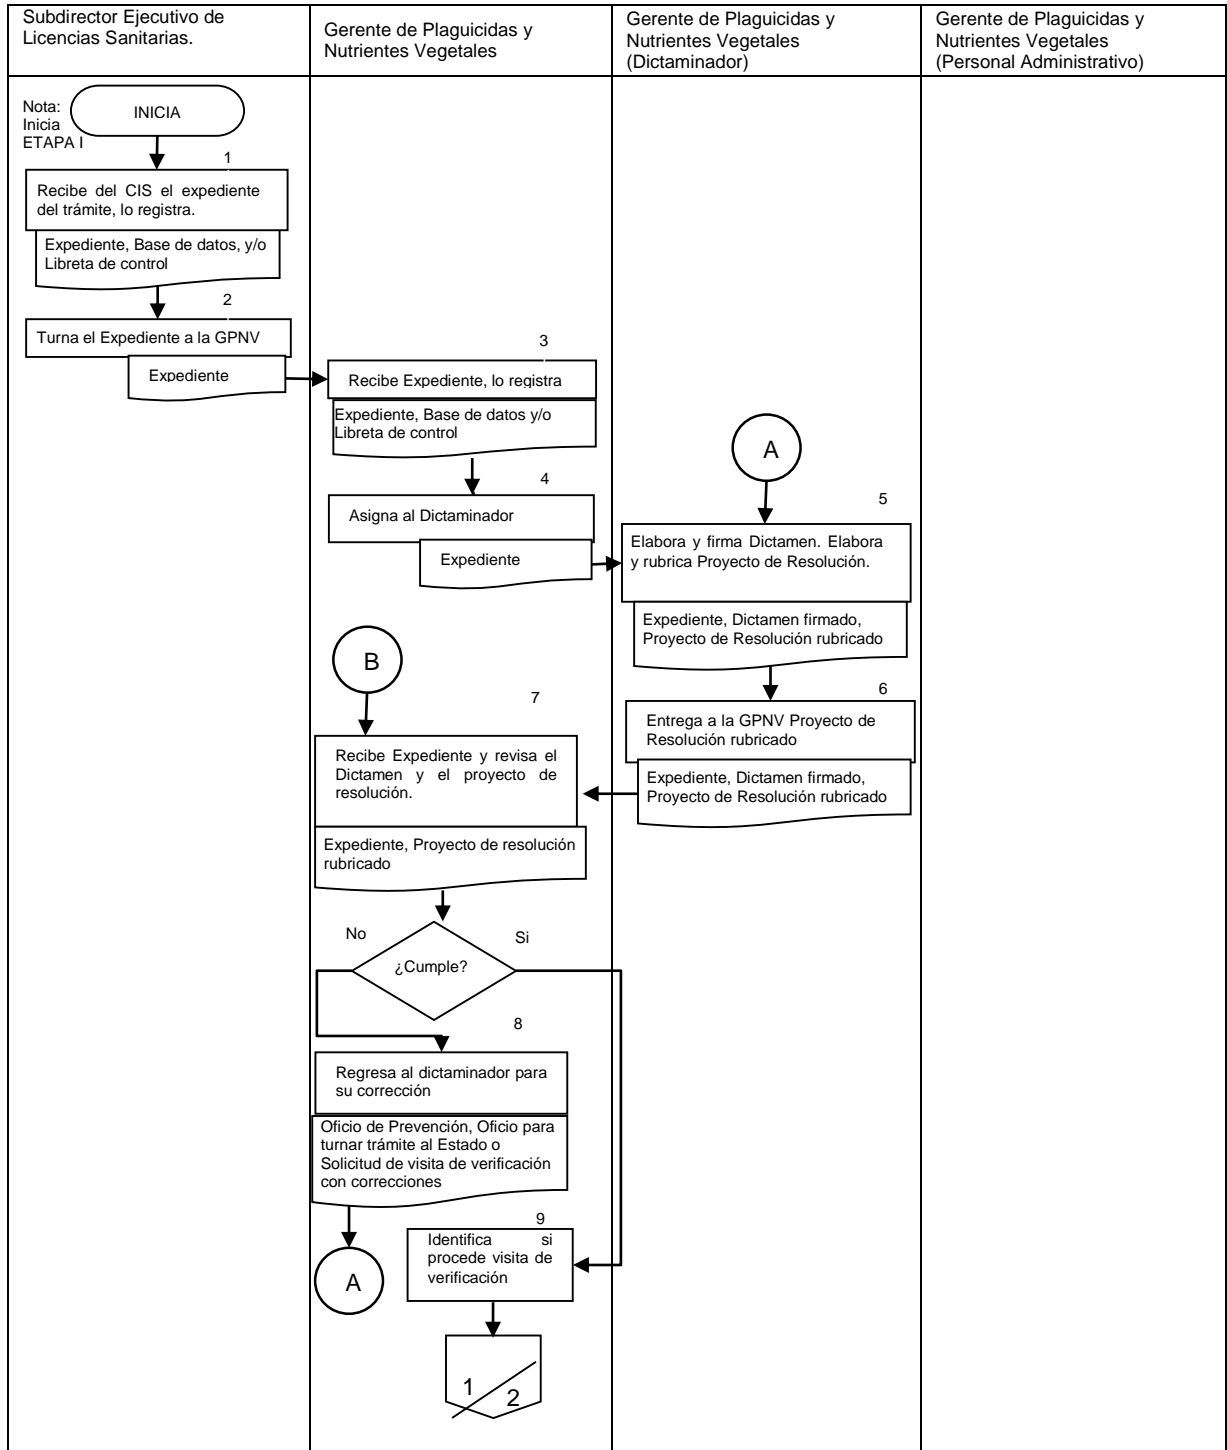 Subdirector Ejecutivo de
Licencias Sanitarias.
Gerente de Plaguicidas y
Nutrientes Vegetales
Gerente de Plaguicidas y
Nutrientes Vegetales
(Dictaminador)
Gerente de Plaguicidas y
Nutrientes Vegetales
(Personal Administrativo)
Nota:
Inicia
ETAPA I
INICIA
1
Recibe del CIS el expediente
del trámite, lo registra.
Expediente, Base de datos, y/o
Libreta de control
2
Turna el Expediente a la GPNV
Expediente
3
Recibe Expediente, lo registra
Expediente, Base de datos y/o
Libreta de control
4
Asigna al Dictaminador
Expediente
A
5
Elabora y firma Dictamen. Elabora
y rubrica Proyecto de Resolución.
Expediente, Dictamen firmado,
Proyecto de Resolución rubricado
6
Entrega a la GPNV Proyecto de
Resolución rubricado
Expediente, Dictamen firmado,
Proyecto de Resolución rubricado
B
7
Recibe Expediente y revisa el
Dictamen y el proyecto de
resolución.
Expediente, Proyecto de resolución
rubricado
No
Si
¿Cumple?
8
Regresa al dictaminador para
su corrección
Oficio de Prevención, Oficio para
turnar trámite al Estado o
Solicitud de visita de verificación
con correcciones
A
9
Identifica si
procede visita de
verificación
1
2